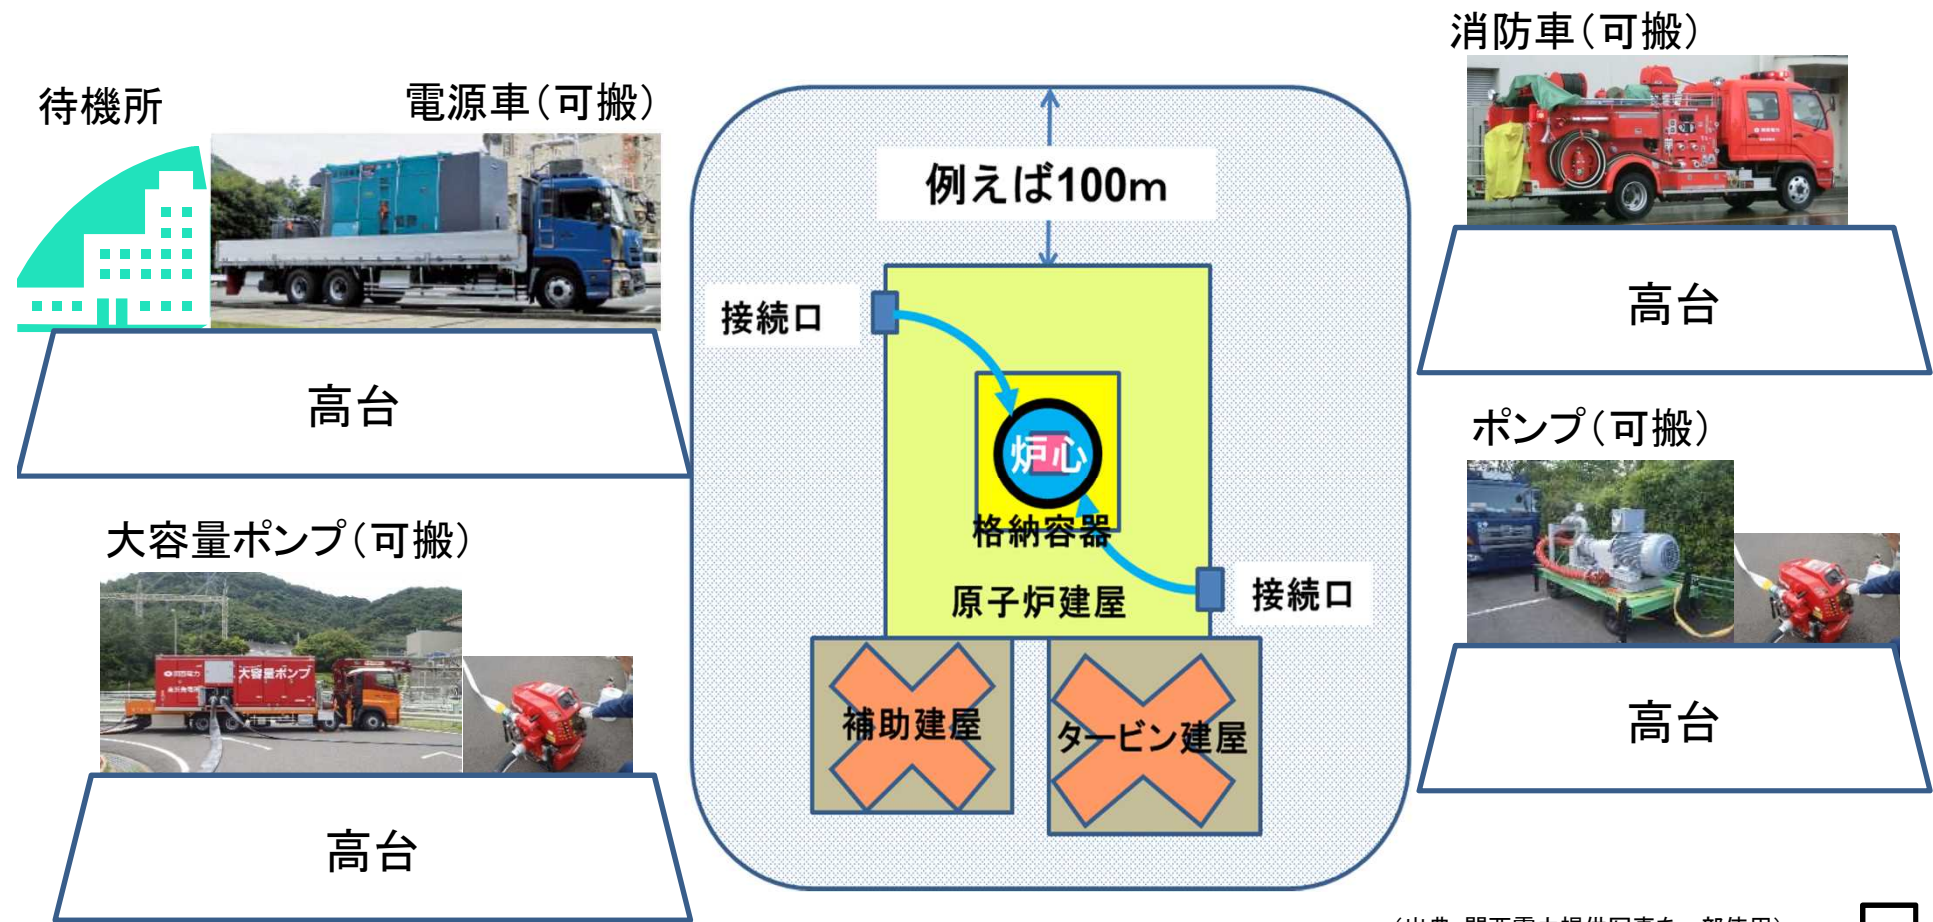 消防車（可搬）
待機所
電源車（可搬）
例えば100m
高台
接続口
高台
炉心
ポンプ（可搬）
格納容器
大容量ポンプ（可搬）
接続口
原子炉建屋
大容量ポンプ
補助建屋
タービン建屋
高台
高台